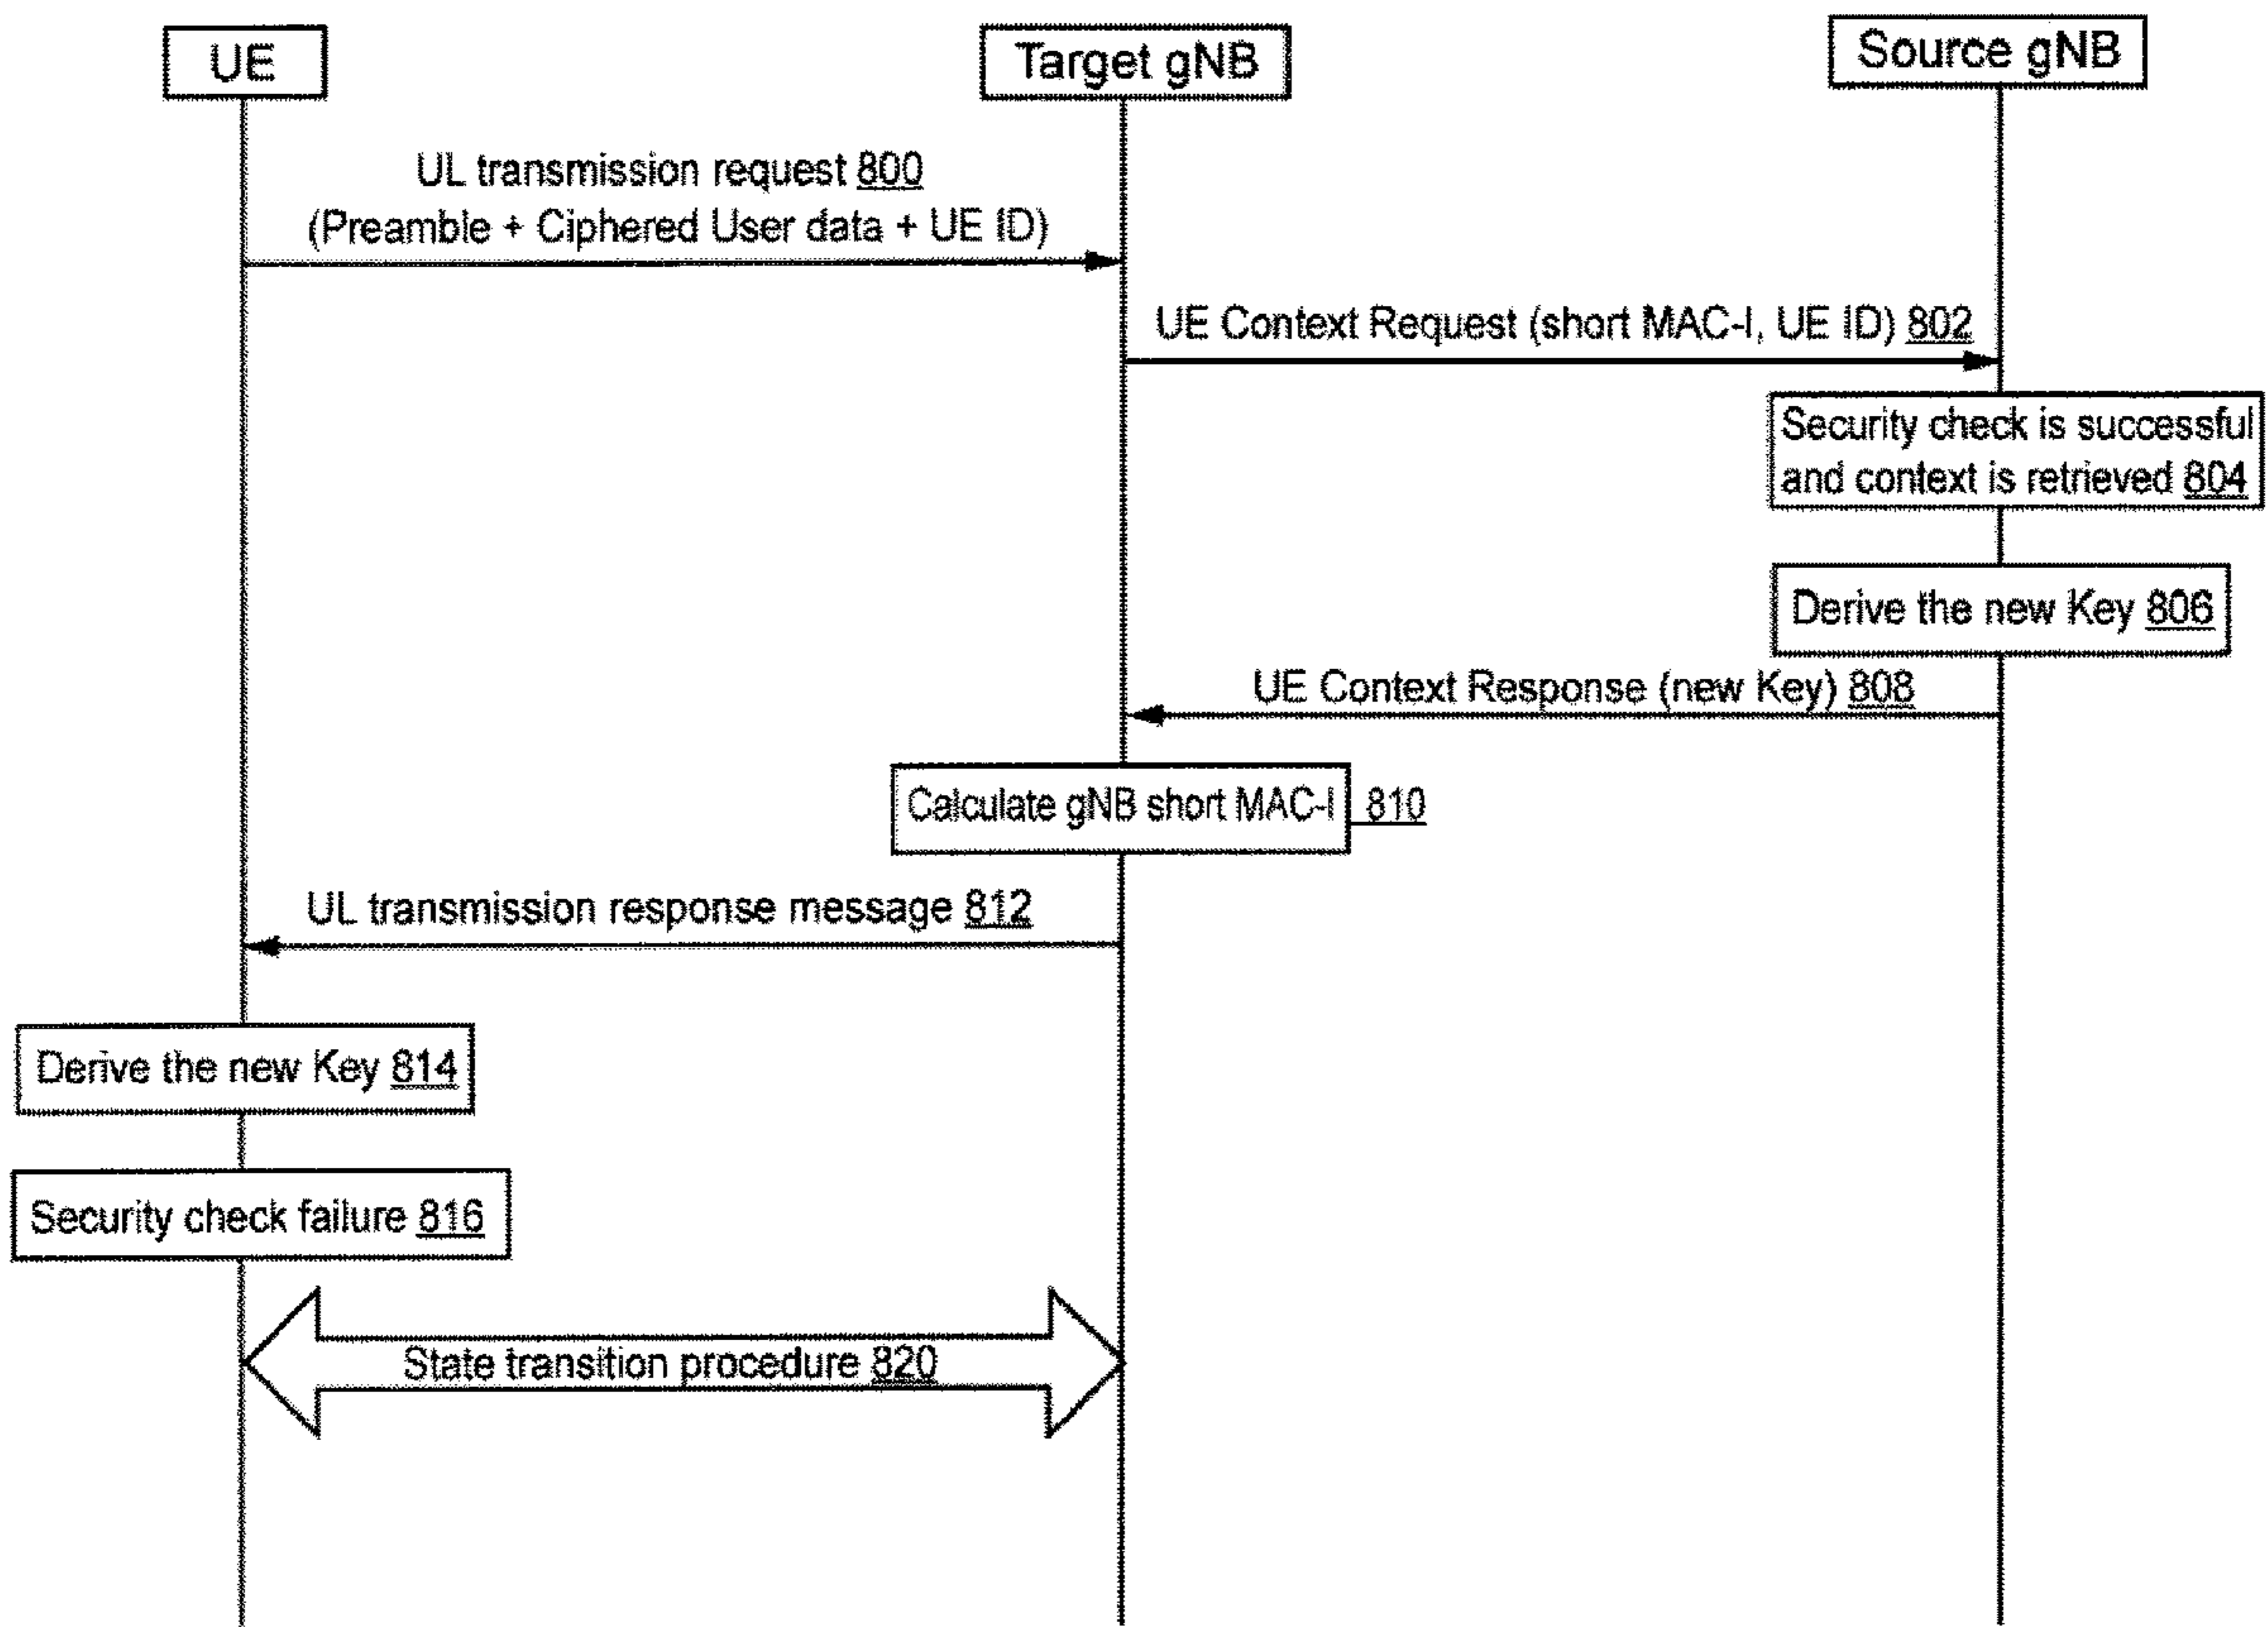 UE
Target gNB
Source gNB
UL transmission request 800
(Preamble + Ciphered User data + UE ID)
UE Context Request (short MAC-I, UE ID) 802
Security check is successful
and context is retrieved 804
Derive the new Key 806
UE Context Response (new Key) 808
Calculate gNB short MAC-I 810
UL transmission response message 812
Derive the new Key 814
Security check failure 816
State transition procedure 820